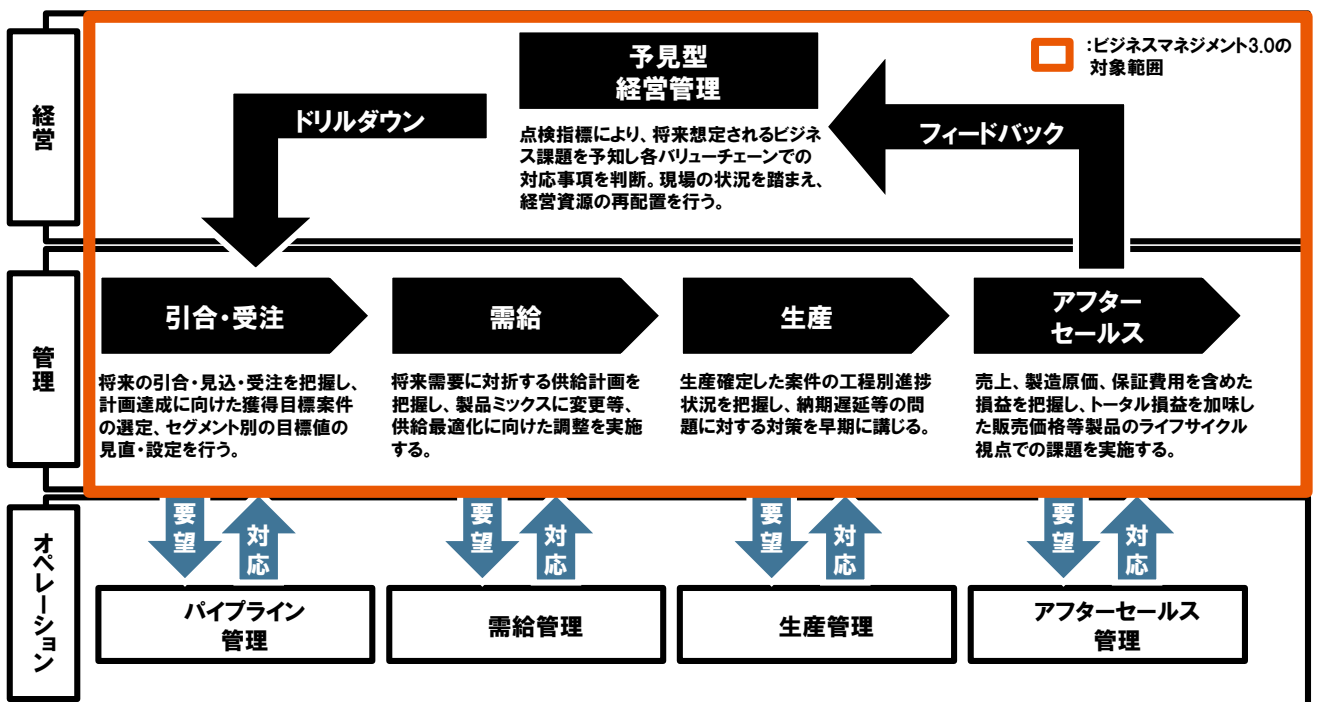 経営
予見型
経営管理
:ビジネスマネジメント3.0の
対象範囲
ドリルダウン
フィードバック
点検指標により、将来想定されるビジネ
ス課題を予知し各バリューチェーンでの
対応事項を判断。現場の状況を踏まえ、
経営資源の再配置を行う。
管理
引合・受注
需給
生産
アフター
セールス
将来の引合・見込・受注を把握し、
計画達成に向けた獲得目標案件
の選定、セグメント別の目標値の
見直・設定を行う。
将来需要に対折する供給計画を
把握し、製品ミックスに変更等、
供給最適化に向けた調整を実施
する。
生産確定した案件の工程別進捗
状況を把握し、納期遅延等の問
題に対する対策を早期に講じる。
売上、製造原価、保証費用を含めた
損益を把握し、トータル損益を加味し
た販売価格等製品のライフサイクル
視点での課題を実施する。
オペレーション
要望
対応
要望
対応
要望
対応
要望
対応
パイプライン
管理
需給管理
生産管理
アフターセールス
管理